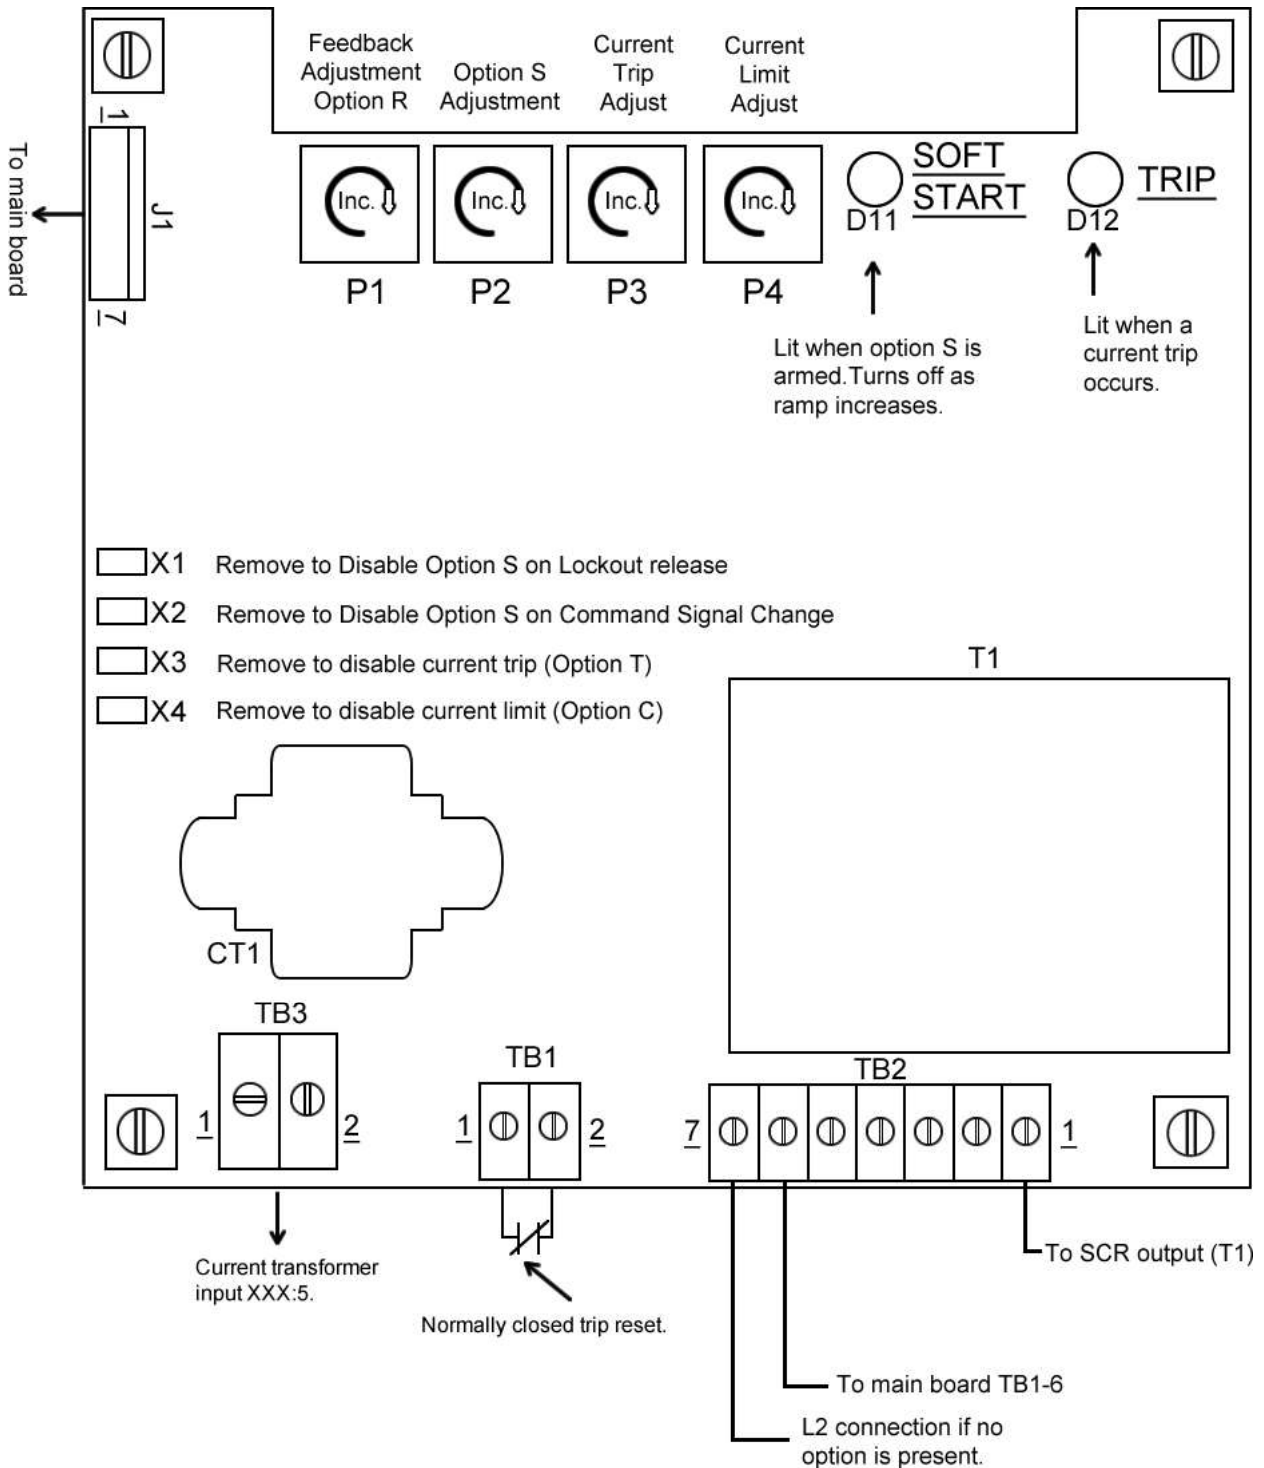 Feedback
Adjustment
Option R
Option S
Adjustment
Current
Trip
Adjust
Current
Limit
Adjust
1
J1
7
To main board
Inc.
Inc.
Inc.
Inc.
P1
P2
P3
P4
SOFT
START
D11
TRIP
D12
Lit when option S is
armed.Turns off as
ramp increases.
Lit when a
current trip
occurs.
X1 Remove to Disable Option S on Lockout release
X2 Remove to Disable Option S on Command Signal Change
X3 Remove to disable current trip (Option T)
X4 Remove to disable current limit (Option C)
T1
CT1
TB3
1
2
TB1
1
2
TB2
7
1
Current transformer
input XXX:5.
Normally closed trip reset.
To SCR output (T1)
To main board TB1-6
L2 connection if no
option is present.